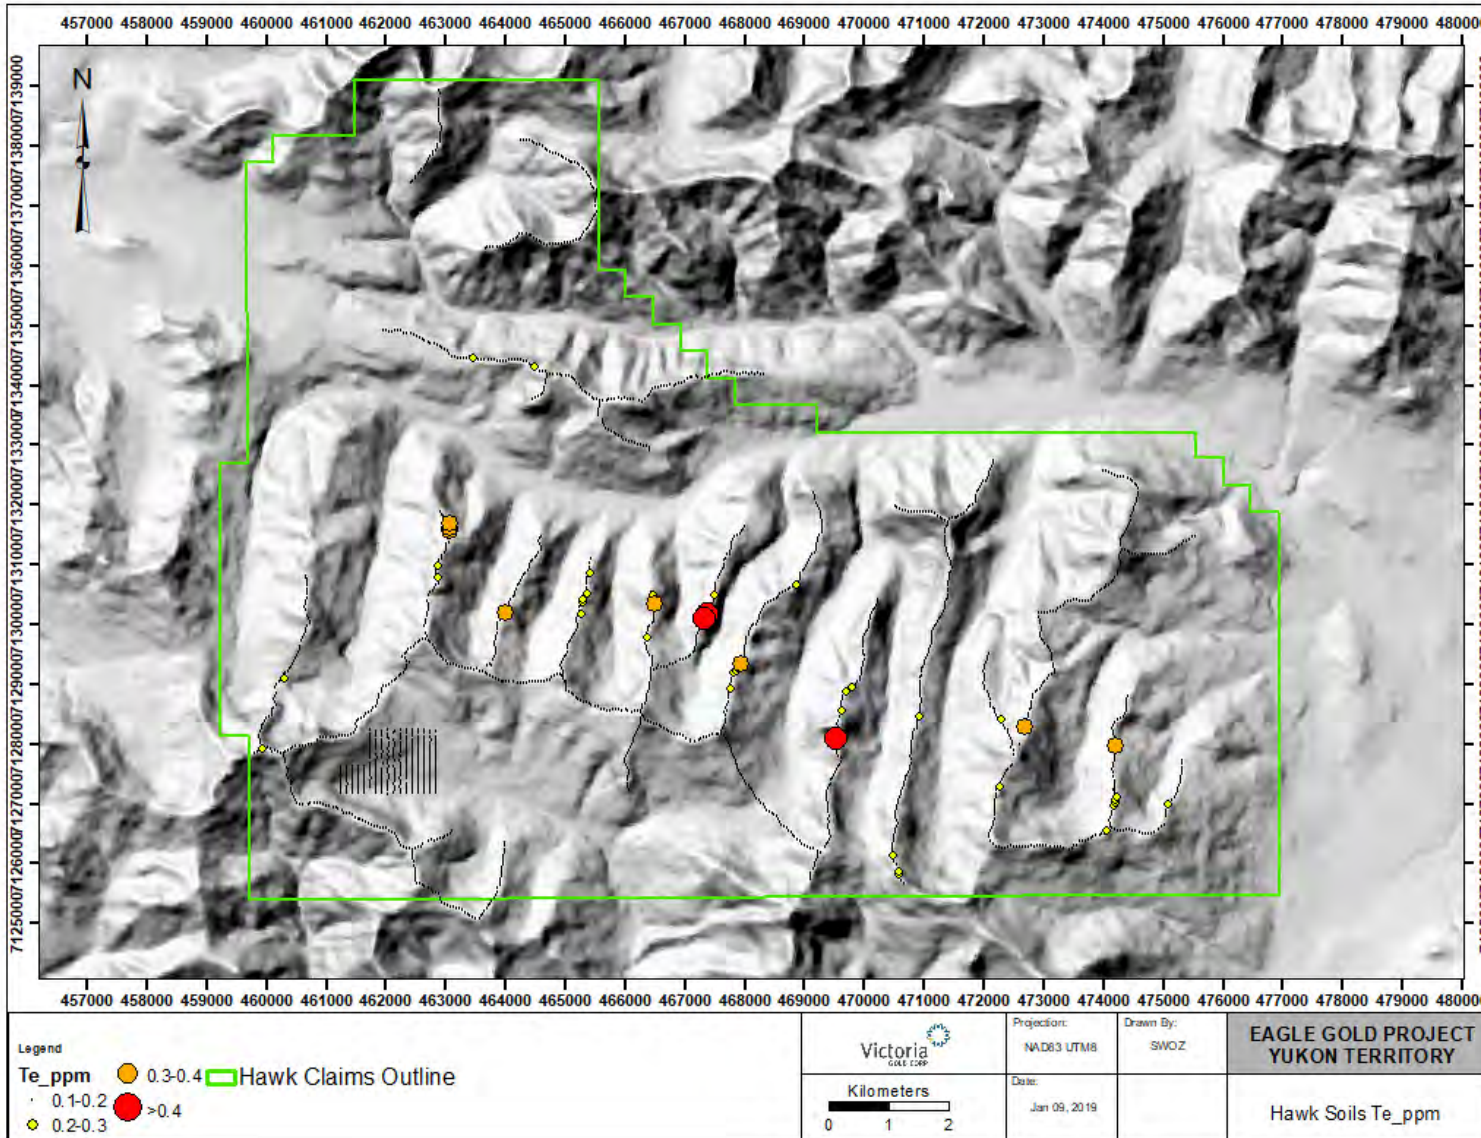 457000 458000 459000 460000 461000 462000 463000 464000 465000 466000 467000 468000 469000 470000 471000 472000 473000 474000 475000 476000 477000 478000 479000 48000
N
7139000
7138000
7137000
7136000
7135000
7134000
7133000
7132000
7131000
7130000
7129000
7128000
7127000
7126000
7125000
457000 458000 459000 460000 461000 462000 463000 464000 465000 466000 467000 468000 469000 470000 471000 472000 473000 474000 475000 476000 477000 478000 479000 48000
Legend
Te_ppm
0.1-0.2
0.2-0.3
0.3-0.4
>0.4
Hawk Claims Outline
Victoria
GOLD CORP
Kilometers
0 1 2
Projection:
NAD83 UTM8
Drawn By:
SWOZ
Date:
Jan 09, 2019
EAGLE GOLD PROJECT
YUKON TERRITORY
Hawk Soils Te_ppm